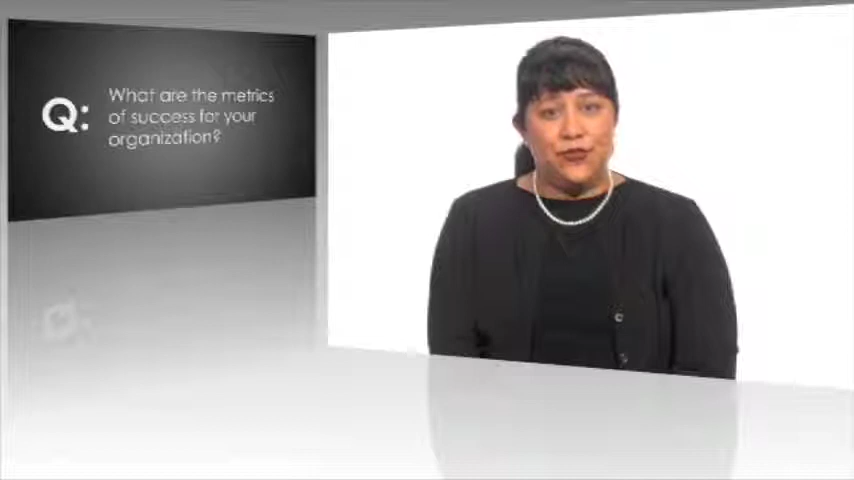 Q:
What are the metrics
of success for your
organization?